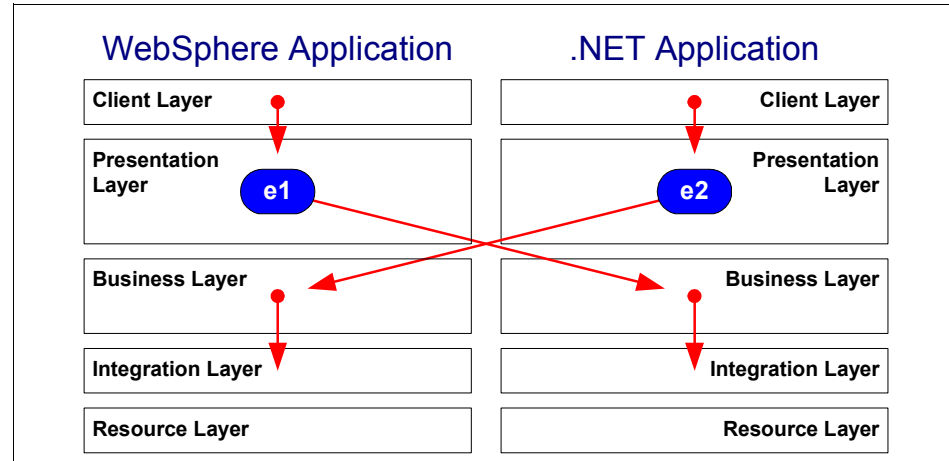 WebSphere Application
.NET Application
Client Layer
Client Layer
Presentation
Layer
e1
e2
Presentation
Layer
Business Layer
Business Layer
Integration Layer
Integration Layer
Resource Layer
Resource Layer